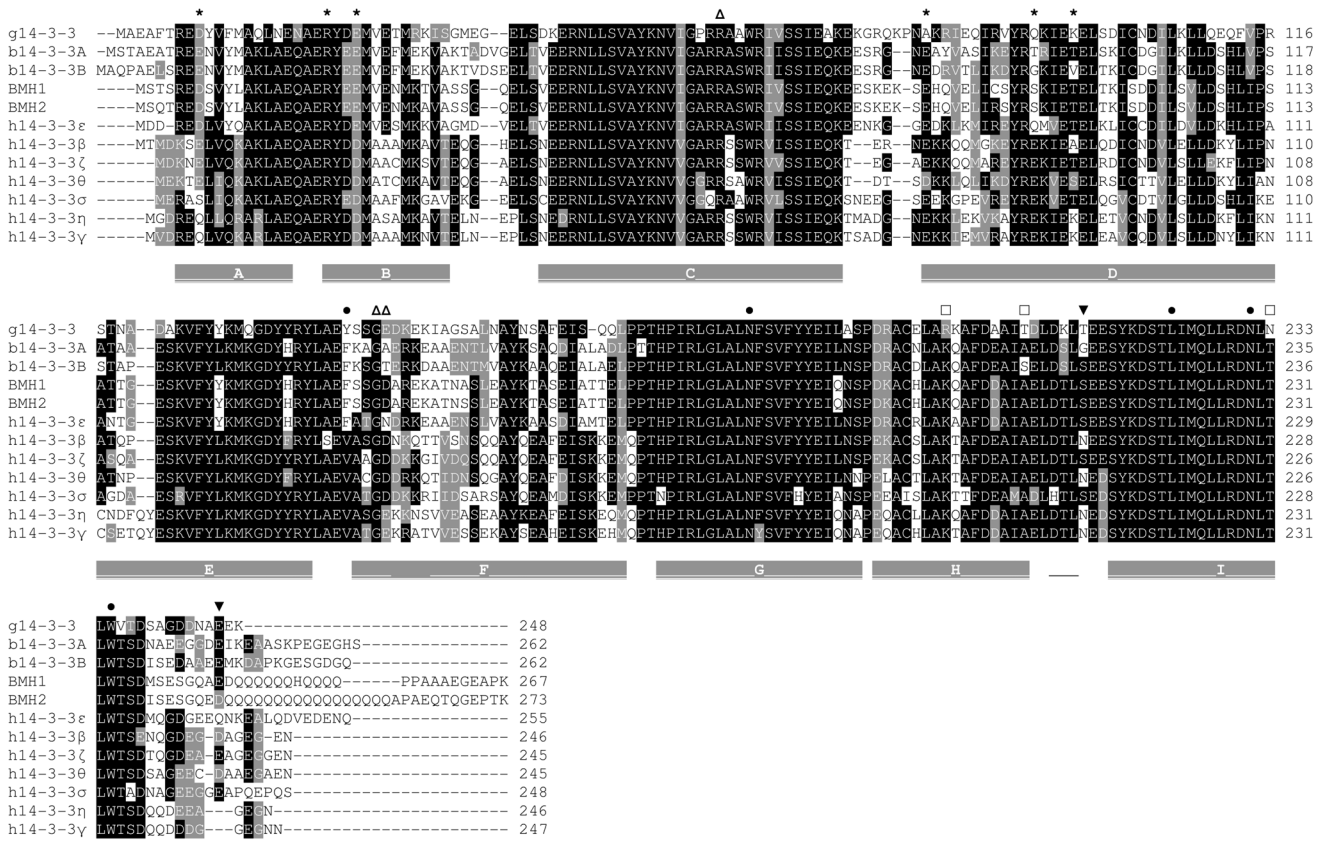 * * * Δ * * *
g14-3-3 --MAEAFTREDYVFMAQLNENAERYDEMVETMRKISGMEG--ELSDKERNLLSVAYKNVIGPRRAAWRIVSSIEAKEKGRQKPNAKRIEQIRVYRQKIEKELSDICNDILKLLQEQFVPR 116
b14-3-3A -MSTAEATREENVYMAKLAEQAERYEEMVEFMEKVAKTADVGELTVEERNLLSVAYKNVIGARRASWRIISSIEQKEESRG--NEAYVASIKEYRTRIETELSKICDGILKLLDSHLVPS 117
b14-3-3B MAQPAELSREENVYMAKLAEQAERYEEMVEFMEKVAKTVDSEELTVEERNLLSVAYKNVIGARRASWRIISSIEQKEESRG--NEDRVTLIKDYRGKIEVELTKICDGILKLLDSHLVPS 118
BMH1 ----MSTSREDSVYLAKLAEQAERYEEMVENMKTVASSG--QELSVEERNLLSVAYKNVIGARRASWRIVSSIEQKEESKEK-SEHQVELICSYRSKIETELTKISDDILSVLDSHLIPS 113
BMH2 ----MSQTREDSVYLAKLAEQAERYEEMVENMKAVASSG--QELSVEERNLLSVAYKNVIGARRASWRIVSSIEQKEESKEK-SEHQVELIRSYRSKIETELTKISDDILSVLDSHLIPS 113
h14-3-3ε -----MDDREDLVYQAKLAEQAERYDEMVESMKKVAGMD--VELTVEERNLLSVAYKNVIGARRASWRIISSIEQKEENKG--GEDKLKMIREYRQMVETELKLICCDILDVLDKHLIPA 111
h14-3-3β ----MTMDKSELVQKAKLAEQAERYDDMAAAMKAVTEQG--HELSNEERNLLSVAYKNVVGARRSSWRVISSIEQKT--ER--NEKKQQMGKEYREKIEAELQDICNDVLELLDKYLIPN 110
h14-3-3ζ ------MDKNELVQKAKLAEQAERYDDMAACMKSVTEQG--AELSNEERNLLSVAYKNVVGARRSSWRVVSSIEQKT--EG--AEKKQQMAREYREKIETELRDICNDVLSLLEKFLIPN 108
h14-3-3θ ------MEKTELIQKAKLAEQAERYDDMATCMKAVTEQG--AELSNEERNLLSVAYKNVVGGRRSAWRVISSIEQKT--DT--SDKKLQLIKDYREKVESELRSICTTVLELLDKYLIAN 108
h14-3-3σ ------MERASLIQKAKLAEQAERYEDMAAFMKGAVEKG--EELSCEERNLLSVAYKNVVGGQRAAWRVLSSIEQKSNEEG--SEEKGPEVREYREKVETELQGVCDTVLGLLDSHLIKE 110
h14-3-3η -----MGDREQLLQRARLAEQAERYDDMASAMKAVTELN--EPLSNEDRNLLSVAYKNVVGARRSSWRVISSIEQKTMADG--NEKKLEKVKAYREKIEKELETVCNDVLSLLDKFLIKN 111
h14-3-3γ -----MVDREQLVQKARLAEQAERYDDMAAAMKNVTELN--EPLSNEERNLLSVAYKNVVGARRSSWRVISSIEQKTSADG--NEKKIEMVRAYREKIEKELEAVCQDVLSLLDNYLIKN 111
A B C D
● Δ Δ ● □ □ ▼ ● ● □
g14-3-3 STNA--DAKVFYYKMQGDYYRYLAEYSSGEDKEKIAGSALNAYNSAFEIS-QQLPPTHPIRLGLALNFSVFYYEILASPDRACELARKAFDAAITDLDKLTEESYKDSTLIMQLLRDNLN 233
b14-3-3A ATAA--ESKVFYLKMKGDYHRYLAEFKAGAERKEAAENTLVAYKSAQDIALADLPTTHPIRLGLALNFSVFYYEILNSPDRACNLAKQAFDEAIAELDSLGEESYKDSTLIMQLLRDNLT 235
b14-3-3B STAP--ESKVFYLKMKGDYYRYLAEFKTGTERKDAAENTMVAYKAAQEIALAELPPTHPIRLGLALNFSVFYYEILNSPDRACDLAKQAFDEAISELDSLSEESYKDSTLIMQLLRDNLT 236
BMH1 ATTG--ESKVFYYKMKGDYHRYLAEFSSGDAREKATNSSLEAYKTASEIATTELPPTHPIRLGLALNFSVFYYEIQNSPDKACHLAKQAFDDAIAELDTLSEESYKDSTLIMQLLRDNLT 231
BMH2 ATTG--ESKVFYYKMKGDYHRYLAEFSSGDAREKATNSSLEAYKTASEIATTELPPTHPIRLGLALNFSVFYYEIQNSPDKACHLAKQAFDDAIAELDTLSEESYKDSTLIMQLLRDNLT 231
h14-3-3ε ANTG--ESKVFYYKMKGDYHRYLAEFATGNDRKEAAENSLVAYKAASDIAMTELPPTHPIRLGLALNFSVFYYEILNSPDRACRLAKAAFDDAIAELDTLSEESYKDSTLIMQLLRDNLT 229
h14-3-3β ATQP--ESKVFYLKMKGDYFRYLSEVASGDNKQTTVSNSQQAYQEAFEISKKEMQPTHPIRLGLALNFSVFYYEILNSPEKACSLAKTAFDEAIAELDTLNEESYKDSTLIMQLLRDNLT 228
h14-3-3ζ ASQA--ESKVFYLKMKGDYYRYLAEVAAGDDKKGIVDQSQQAYQEAFEISKKEMQPTHPIRLGLALNFSVFYYEILNSPEKACSLAKTAFDEAIAELDTLSEESYKDSTLIMQLLRDNLT 226
h14-3-3θ ATNP--ESKVFYLKMKGDYFRYLAEVACGDDRKQTIDNSQGAYQEAFDISKKEMQPTHPIRLGLALNFSVFYYEILNNPELACTLAKTAFDEAIAELDTLNEDSYKDSTLIMQLLRDNLT 226
h14-3-3σ AGDA--ESRVFYLKMKGDYYRYLAEVATGDDKKRIIDSARSAYQEAMDISKKEMPPTNPIRLGLALNFSVFHYEIANSPEEAISLAKTTFDEAMADLHTLSEDSYKDSTLIMQLLRDNLT 228
h14-3-3η CNDFQYESKVFYLKMKGDYYRYLAEVASGEKKNSVVEASEAAYKEAFEISKEQMQPTHPIRLGLALNFSVFYYEIQNAPEQACLLAKQAFDDAIAELDTLNEDSYKDSTLIMQLLRDNLT 231
h14-3-3γ CSETQYESKVFYLKMKGDYYRYLAEVATGEKRATVVESSEKAYSEAHEISKEHMQPTHPIRLGLALNYSVFYYEIQNAPEQACHLAKTAFDDAIAELDTLNEDSYKDSTLIMQLLRDNLT 231
E F G H I
● ▼
g14-3-3 LWVTDSAGDDNAEEK--------------------------- 248
b14-3-3A LWTSDNAEEGGDEIKEAASKPEGEGHS--------------- 262
b14-3-3B LWTSDISEDAAEEMKDAPKGESGDGQ---------------- 262
BMH1 LWTSDMSESGQAEDQQQQQQHQQQQ------PPAAAEGEAPK 267
BMH2 LWTSDISESGQEDQQQQQQQQQQQQQQQQQAPAEQTQGEPTK 273
h14-3-3ε LWTSDMQGDGEEQNKEALQDVEDENQ---------------- 255
h14-3-3β LWTSENQGDEG-DAGEG-EN---------------------- 246
h14-3-3ζ LWTSDTQGDEA-EAGEGGEN---------------------- 245
h14-3-3θ LWTSDSAGEEC-DAAEGAEN---------------------- 245
h14-3-3σ LWTADNAGEEGGEAPQEPQS---------------------- 248
h14-3-3η LWTSDQQDEEA---GEGN------------------------ 246
h14-3-3γ LWTSDQQDDDG---GEGNN----------------------- 247